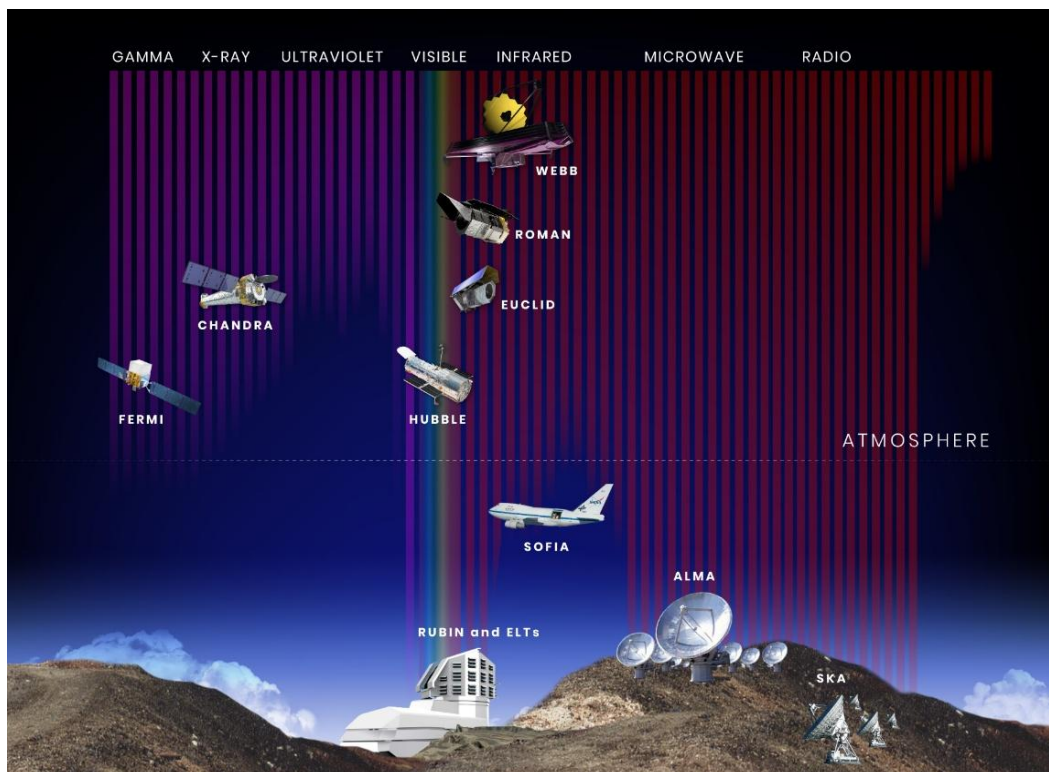 GAMMA X-RAY ULTRAVIOLET VISIBLE INFRARED MICROWAVE RADIO
WEBB
ROMAN
EUCLID
CHANDRA
FERMI
HUBBLE
ATMOSPHERE
SOFIA
ALMA
RUBIN and ELTs
SKA